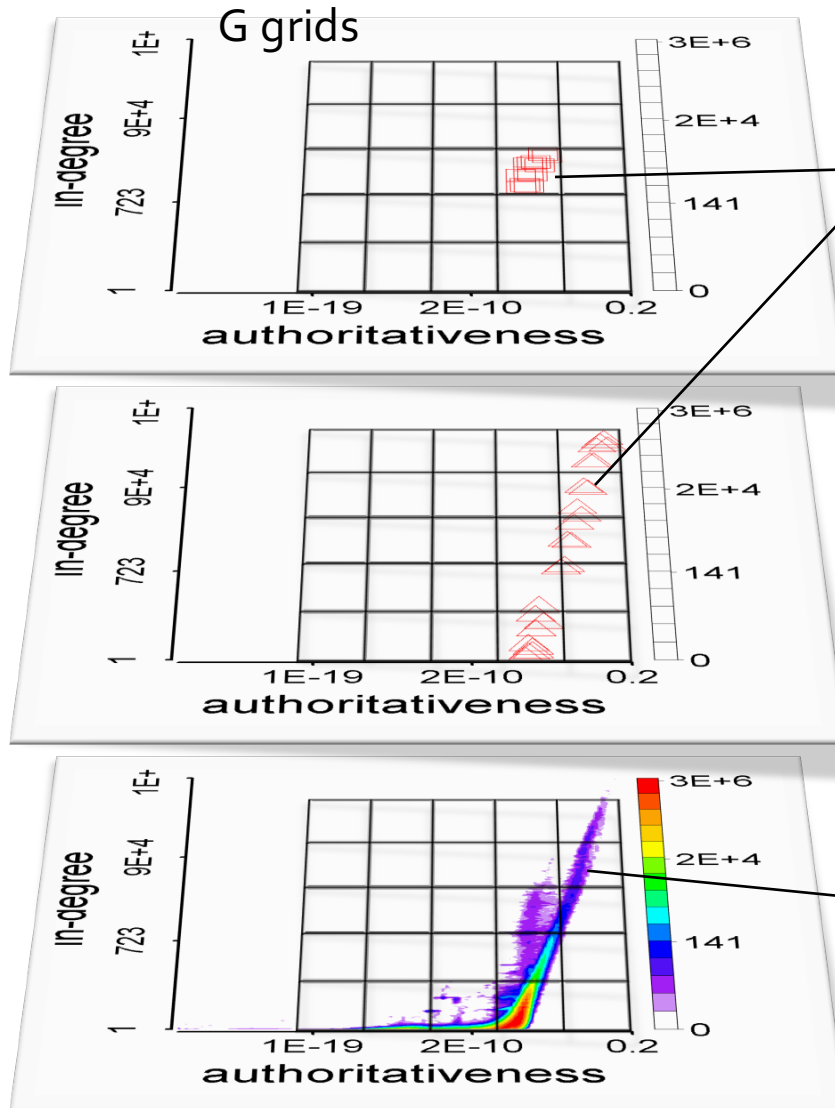 G grids
1E+
9E+4
723
1
in-degree
3E+6
2E+4
141
0
1E-19 2E-10 0.2
authoritativeness
1E+
9E+4
723
1
in-degree
3E+6
2E+4
141
0
1E-19 2E-10 0.2
authoritativeness
1E+
9E+4
723
1
in-degree
3E+6
2E+4
141
0
1E-19 2E-10 0.2
authoritativeness